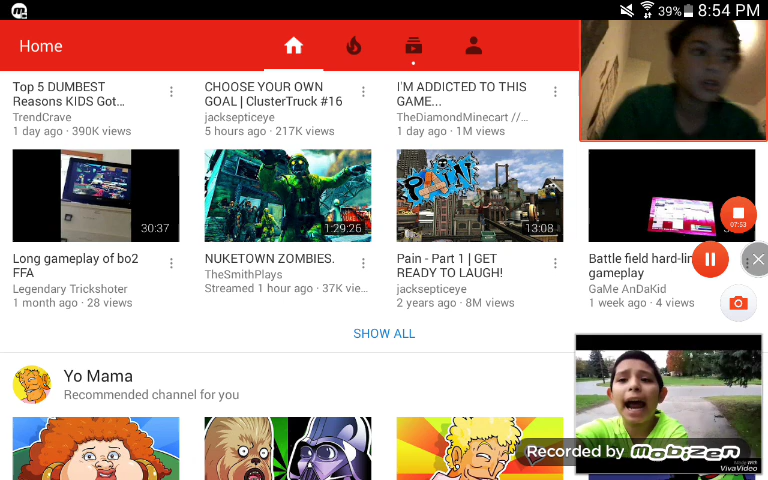 39% 8:54 PM
Home
Top 5 DUMBEST
Reasons KIDS Got...
TrendCrave
1 day ago · 390K views
CHOOSE YOUR OWN
GOAL | ClusterTruck #16
jacksepticeye
5 hours ago · 217K views
I'M ADDICTED TO THIS
GAME...
TheDiamondMinecart //...
1 day ago · 1M views
30:37
1:29:26
PAIN!
13:08
07:53
Long gameplay of bo2
FFA
Legendary Trickshoter
1 month ago · 28 views
NUKETOWN ZOMBIES.
TheSmithPlays
Streamed 1 hour ago · 37K vie...
Pain - Part 1 | GET
READY TO LAUGH!
jacksepticeye
2 years ago · 8M views
Battle field hard-lin
gameplay
GaMe AnDaKid
1 week ago · 4 views
SHOW ALL
Yo Mama
Recommended channel for you
Recorded by mobizen
Made With
VivaVideo